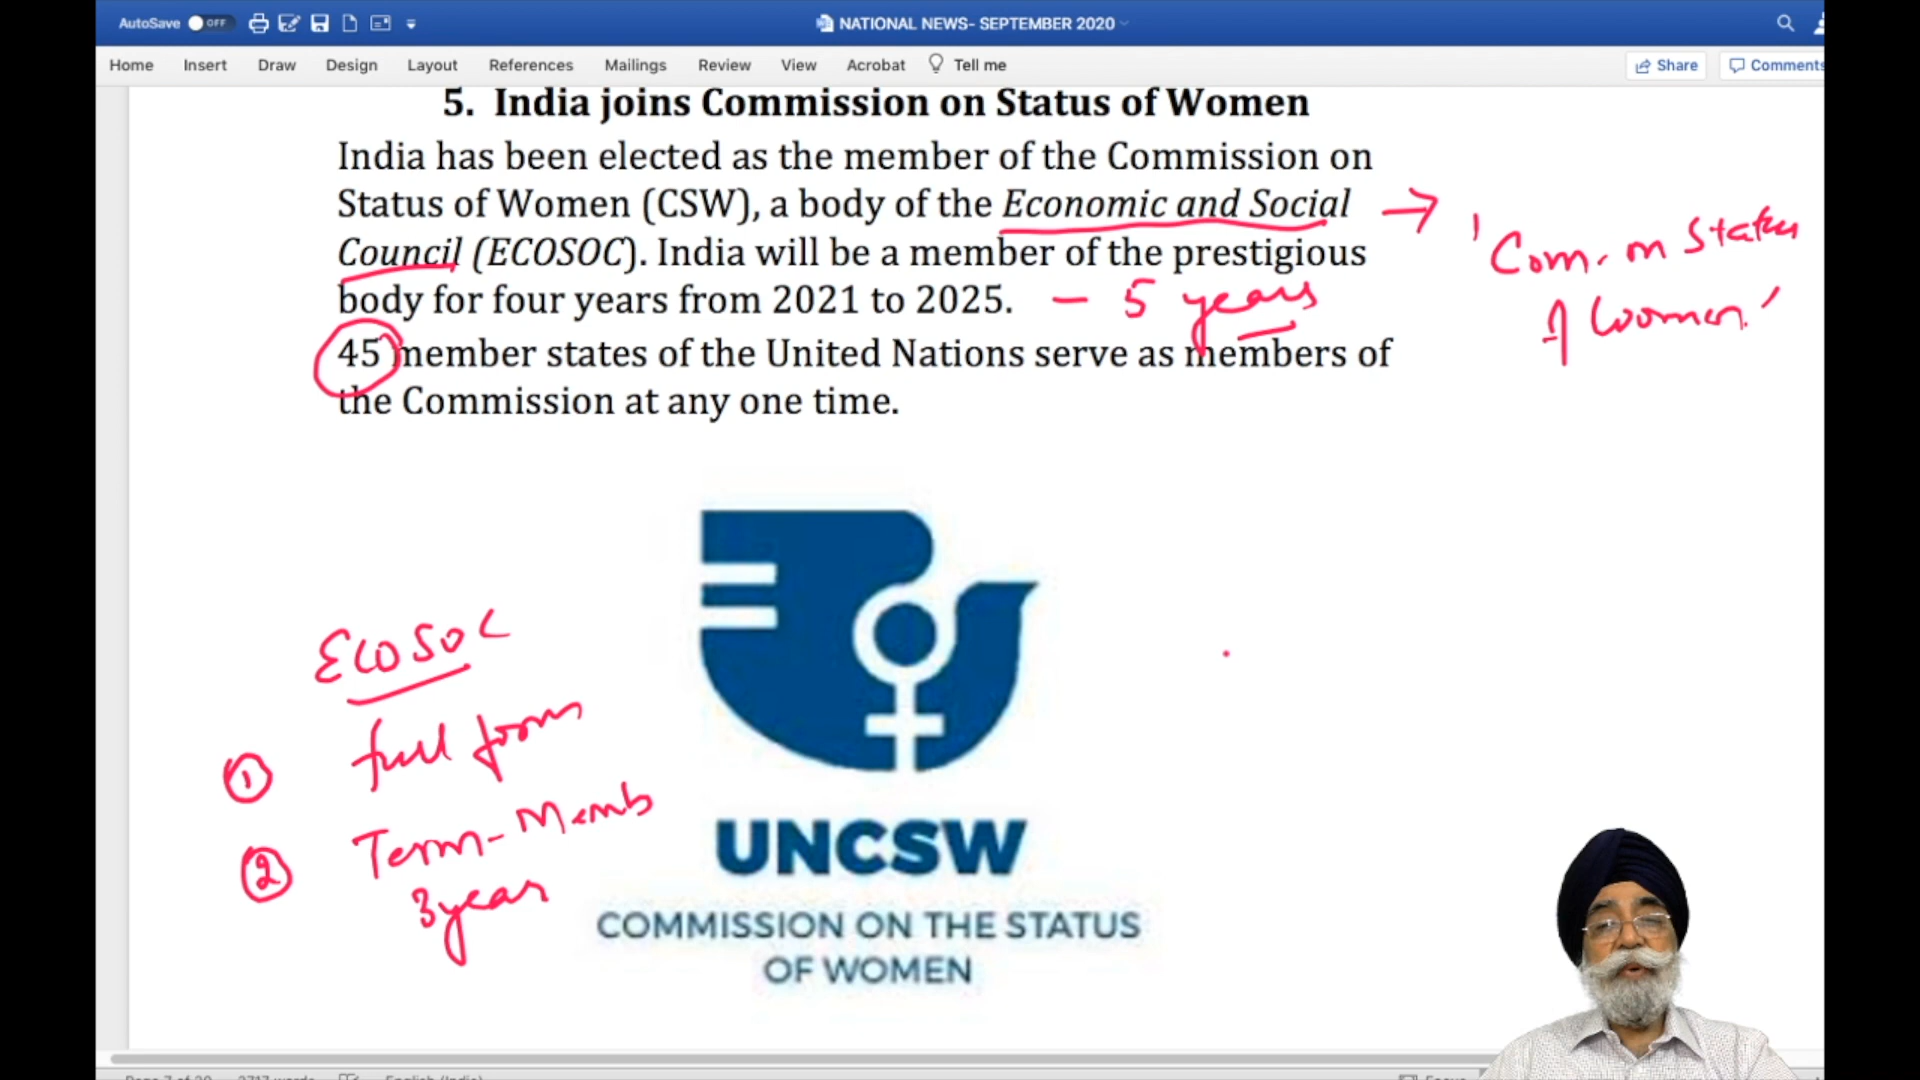 AutoSave OFF
NATIONAL NEWS- SEPTEMBER 2020
Home Insert Draw Design Layout References Mailings Review View Acrobat Tell me Share Comments
5. India joins Commission on Status of Women
India has been elected as the member of the Commission on
Status of Women (CSW), a body of the Economic and Social
Council (ECOSOC). India will be a member of the prestigious
body for four years from 2021 to 2025. – 5 years
45 member states of the United Nations serve as members of
the Commission at any one time.
→ 'Com. on Status
of Women.'
ECOSOC
① full form
② Term-Memb
3 year
UNCSW
COMMISSION ON THE STATUS
OF WOMEN